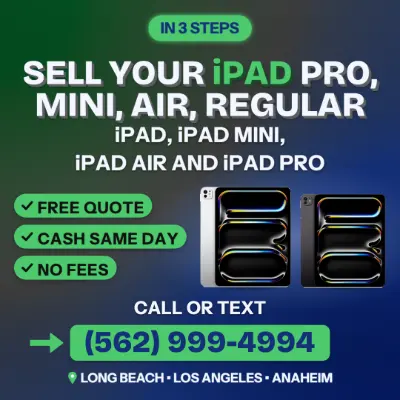 IN 3 STEPS
SELL YOUR iPAD PRO,
MINI, AIR, REGULAR
iPAD, iPAD MINI,
iPAD AIR AND iPAD PRO
FREE QUOTE
CASH SAME DAY
NO FEES
CALL OR TEXT
(562) 999-4994
LONG BEACH ▪ LOS ANGELES ▪ ANAHEIM